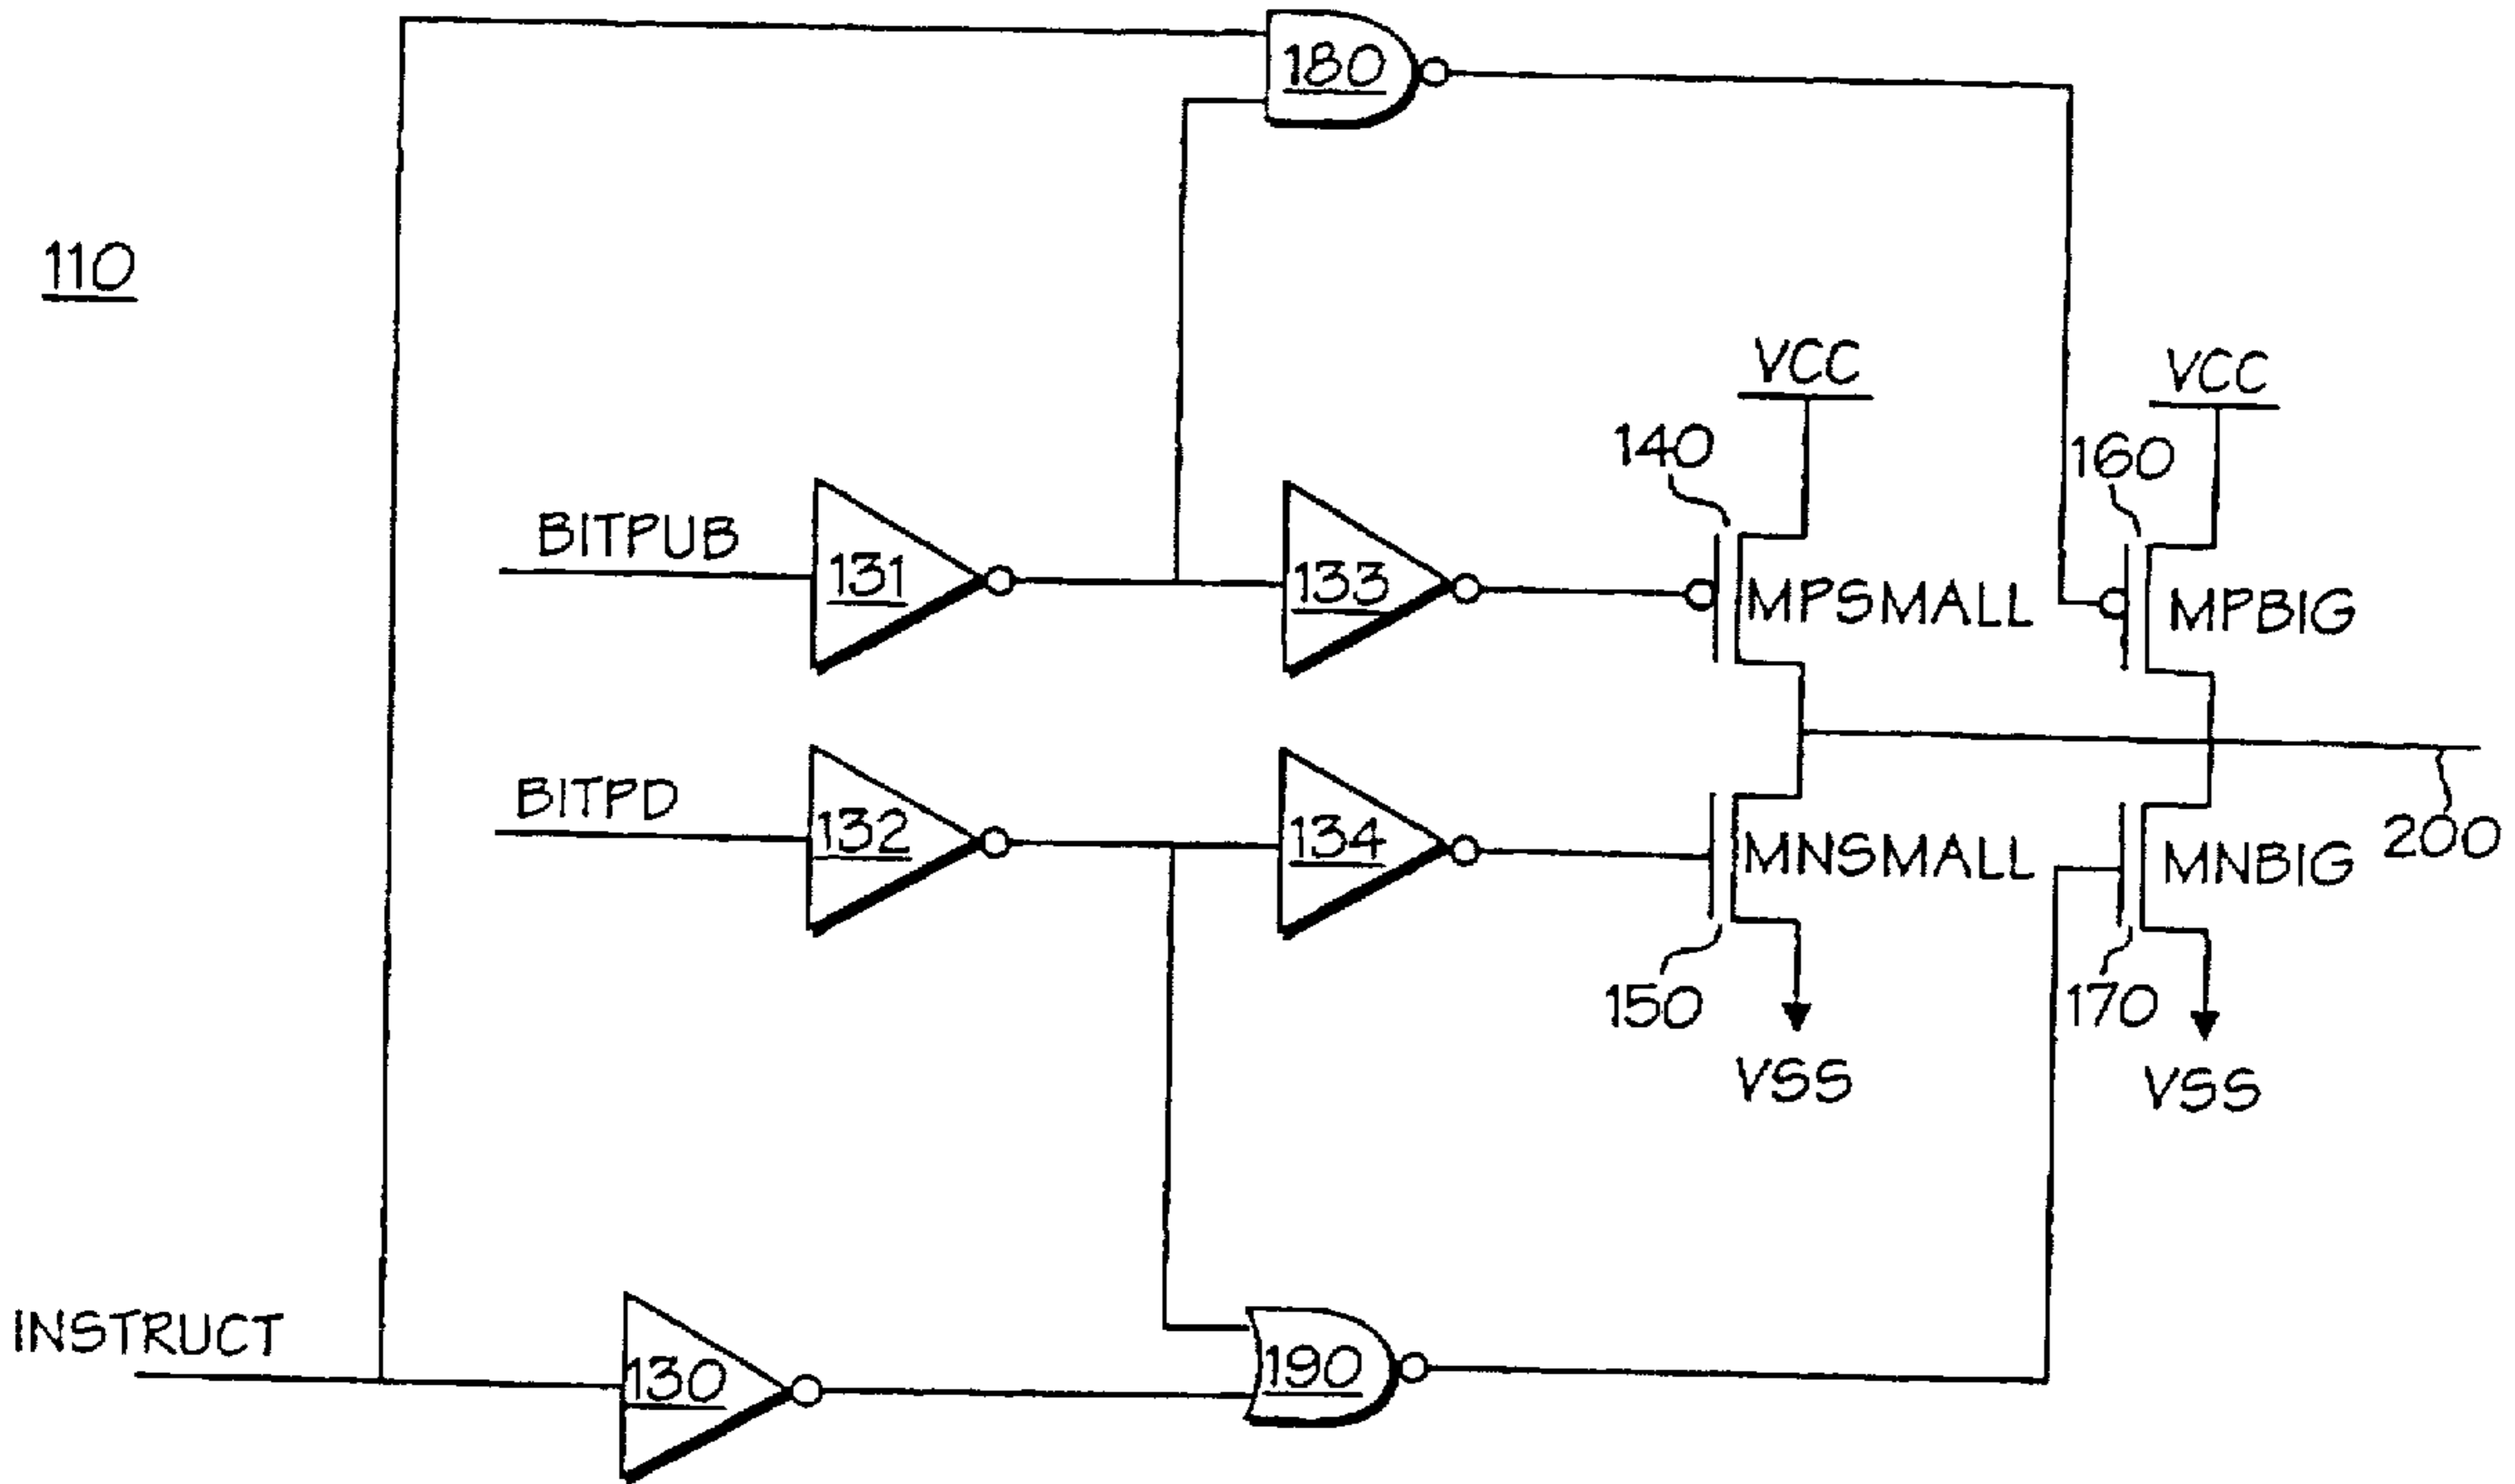 180
110
VCC
VCC
140
160
BITPUB
131
133
MPSMALL
MPBIG
BITPD
132
134
MNSMALL
MNBIG
200
150
170
VSS
VSS
INSTRUCT
130
190